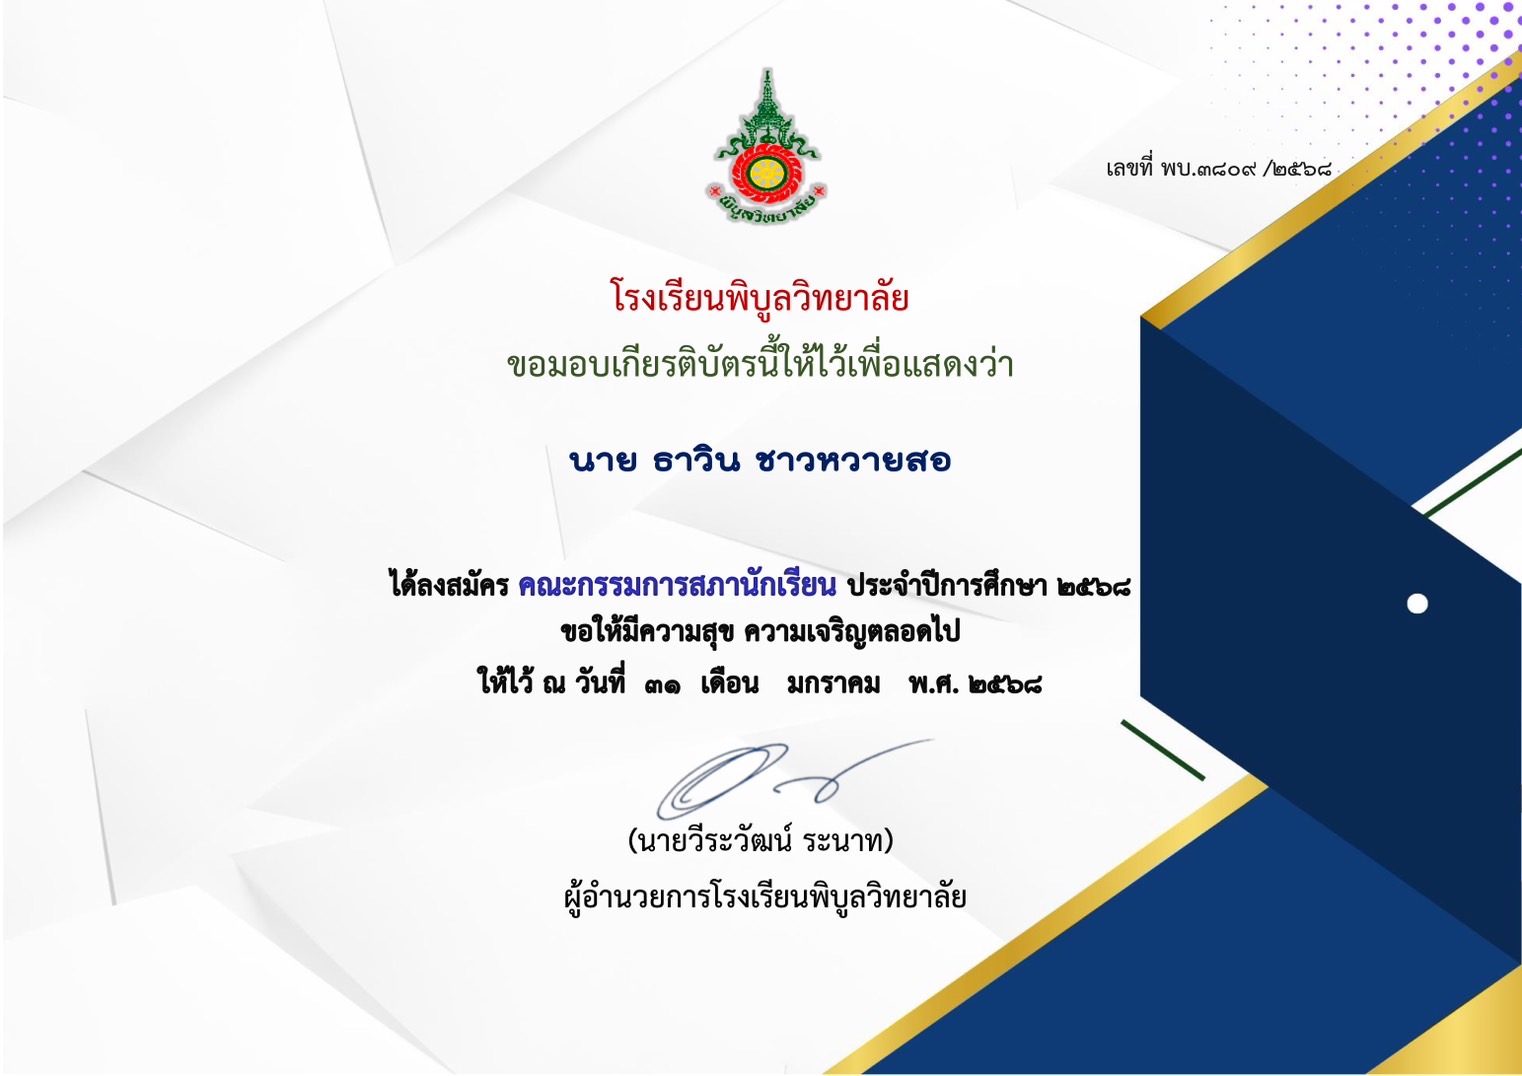 พิบูลวิทยาลัย
เลขที่ พบ.๓๘๐๙ /๒๕๖๘
โรงเรียนพิบูลวิทยาลัย
ขอมอบเกียรติบัตรนี้ให้ไว้เพื่อแสดงว่า
นาย ธาวิน ชาวหวายสอ
ได้ลงสมัคร คณะกรรมการสภานักเรียน ประจำปีการศึกษา ๒๕๖๘
ขอให้มีความสุข ความเจริญตลอดไป
ให้ไว้ ณ วันที่ ๓๑ เดือน มกราคม พ.ศ. ๒๕๖๘
(นายวีระวัฒน์ ระนาท)
ผู้อำนวยการโรงเรียนพิบูลวิทยาลัย